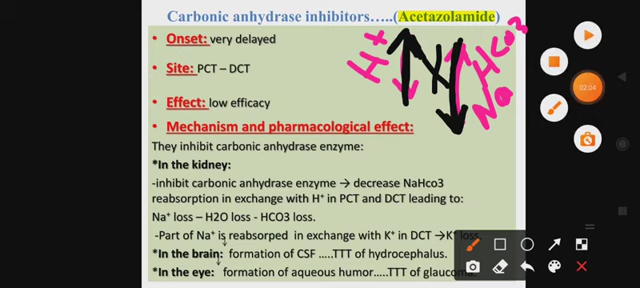 Carbonic anhydrase inhibitors…..(Acetazolamide)
• Onset: very delayed
• Site: PCT – DCT
• Effect: low efficacy
• Mechanism and pharmacological effect:
They inhibit carbonic anhydrase enzyme:
*In the kidney:
-inhibit carbonic anhydrase enzyme → decrease NaHco3
reabsorption in exchange with H⁺ in PCT and DCT leading to:
Na⁺ loss – H2O loss - HCO3 loss.
-Part of Na⁺ is reabsorped in exchange with K⁺ in DCT →K⁺ loss.
*In the brain: ↓ formation of CSF …..TTT of hydrocephalus.
*In the eye: ↓ formation of aqueous humor…..TTT of glaucoma.
H+
HCO3
Na
02:04